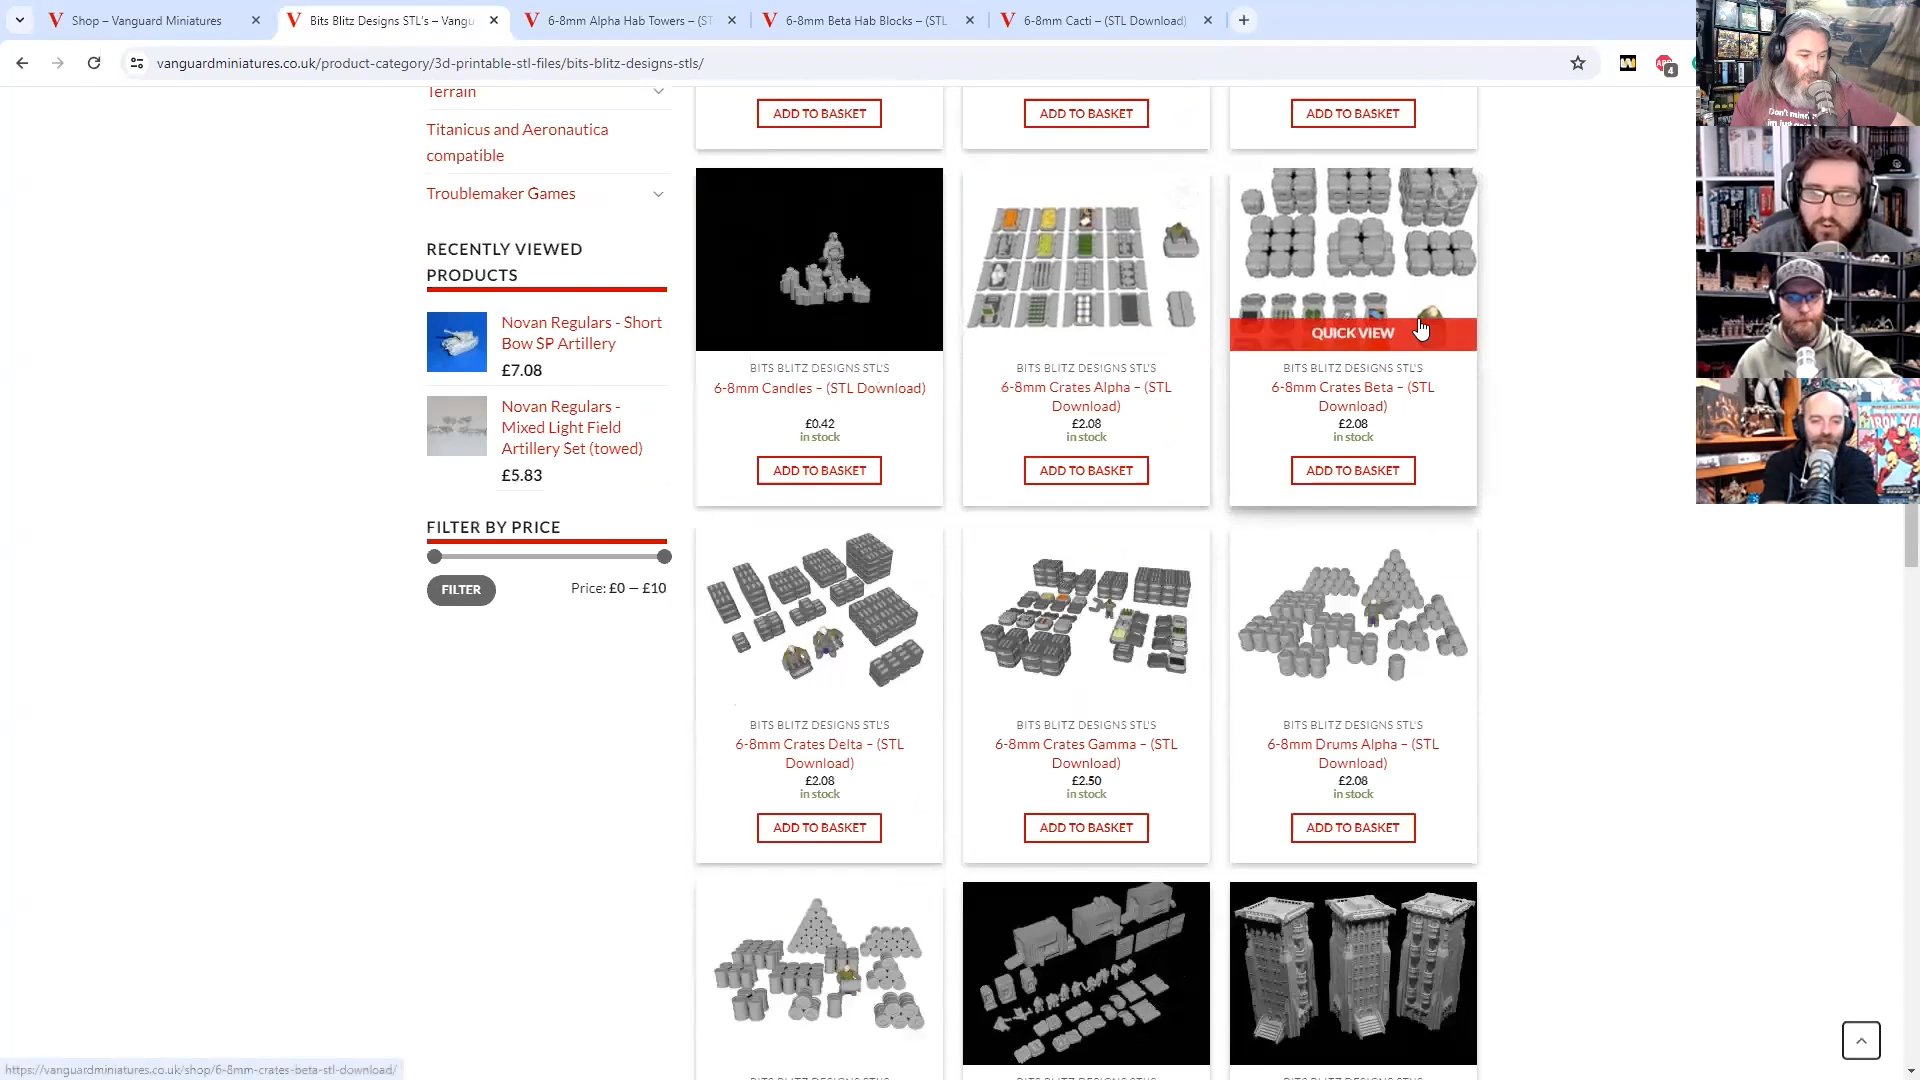 Shop – Vanguard Miniatures
Bits Blitz Designs STL's – Vangu
6-8mm Alpha Hab Towers – (ST
6-8mm Beta Hab Blocks – (STL
6-8mm Cacti – (STL Download)
vanguardminiatures.co.uk/product-category/3d-printable-stl-files/bits-blitz-designs-stls/
4
Terrain
Titanicus and Aeronautica
compatible
Troublemaker Games
RECENTLY VIEWED
PRODUCTS
Novan Regulars - Short
Bow SP Artillery
£7.08
Novan Regulars -
Mixed Light Field
Artillery Set (towed)
£5.83
FILTER BY PRICE
FILTER
Price: £0 — £10
ADD TO BASKET
ADD TO BASKET
ADD TO BASKET
QUICK VIEW
BITS BLITZ DESIGNS STL'S
6-8mm Candles – (STL Download)
£0.42
in stock
ADD TO BASKET
BITS BLITZ DESIGNS STL'S
6-8mm Crates Alpha – (STL
Download)
£2.08
in stock
ADD TO BASKET
BITS BLITZ DESIGNS STL'S
6-8mm Crates Beta – (STL
Download)
£2.08
in stock
ADD TO BASKET
BITS BLITZ DESIGNS STL'S
6-8mm Crates Delta – (STL
Download)
£2.08
in stock
ADD TO BASKET
BITS BLITZ DESIGNS STL'S
6-8mm Crates Gamma – (STL
Download)
£2.50
in stock
ADD TO BASKET
BITS BLITZ DESIGNS STL'S
6-8mm Drums Alpha – (STL
Download)
£2.08
in stock
ADD TO BASKET
https://vanguardminiatures.co.uk/shop/6-8mm-crates-beta-stl-download/
Don't mind
IRON MAN